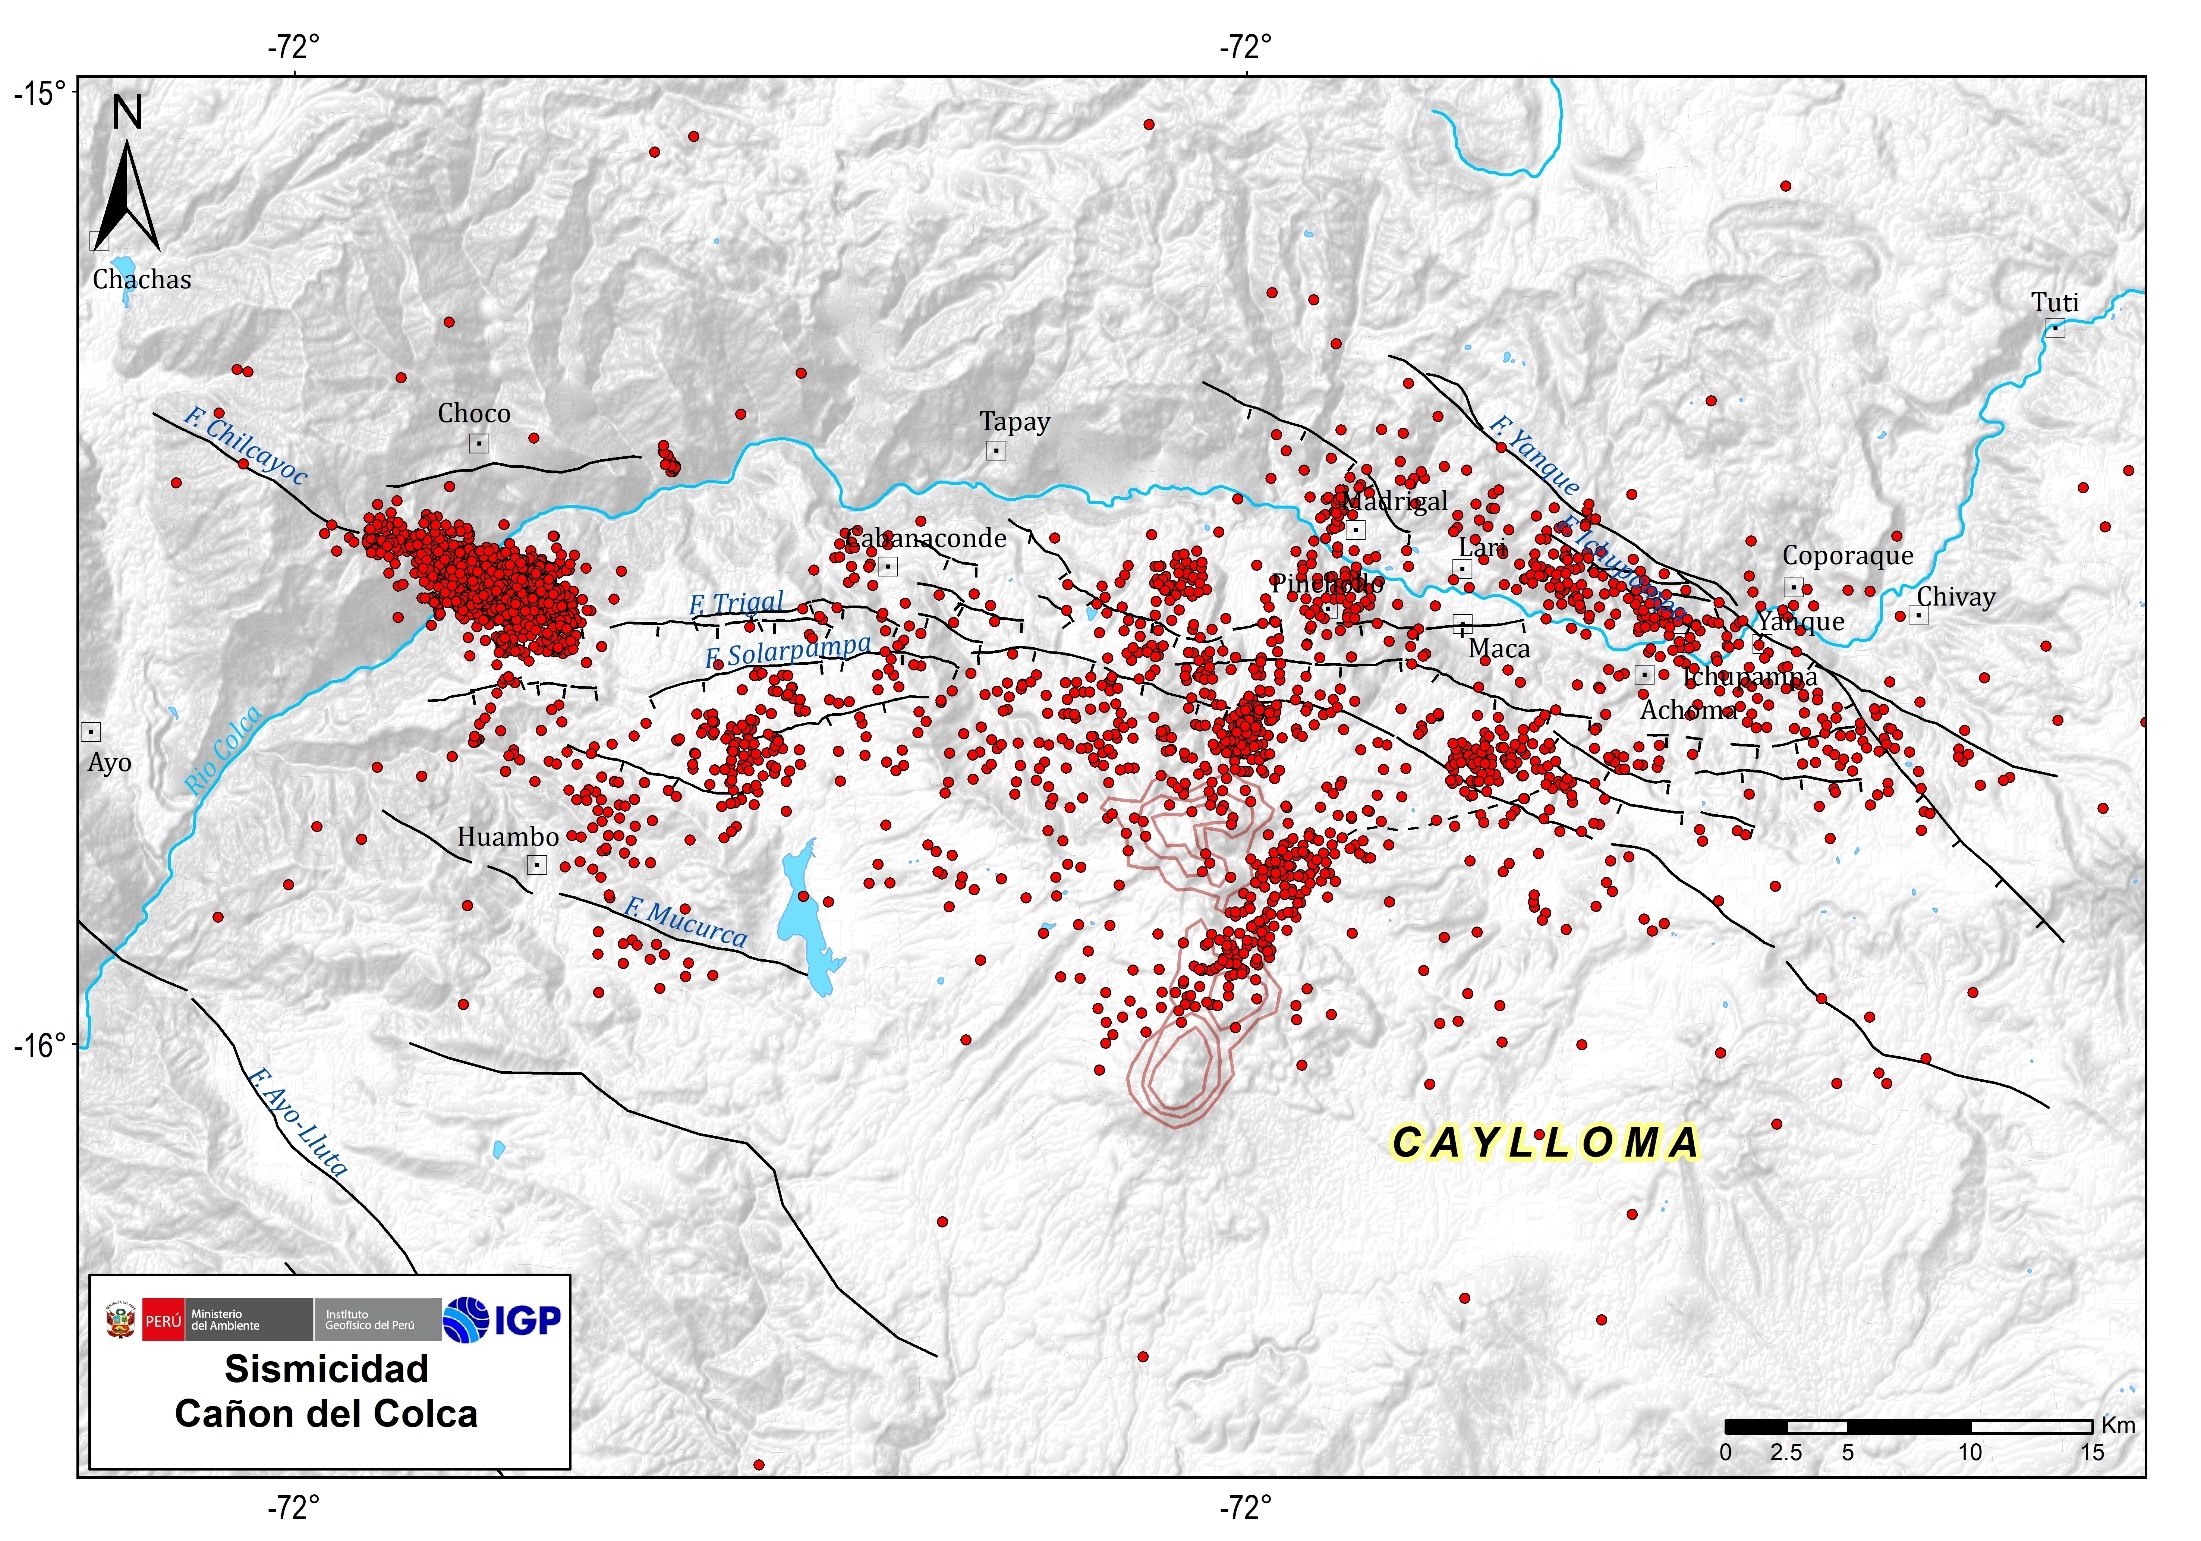 -72°
-72°
-15°
N
Chachas
Tuti
F. Chilcayoc
Choco
Tapay
F. Yanque
Madrigal
Cabanaconde
Lari
Coporaque
Pinchollo
Chivay
F. Trigal
Yanque
F. Solarpampa
Maca
Ichupampa
Achoma
Rio Colca
Ayo
Huambo
F. Mucurca
-16°
F. Ayo-Lluta
CAYLLOMA
PERÚ
Ministerio
del Ambiente
Instituto
Geofísico del Perú
IGP
Sismicidad
Cañon del Colca
Km
0 2.5 5 10 15
-72°
-72°